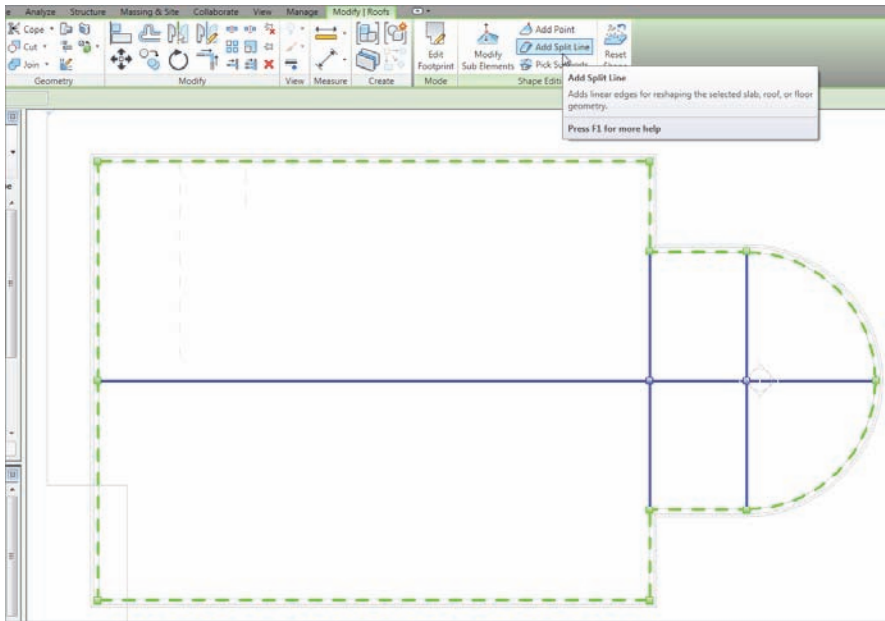 Analyze Structure Massing & Site Collaborate View Manage Modify | Roofs
Cope
Cut
Join
Edit
Footprint
Modify
Sub Elements
Add Point
Add Split Line
Reset
Geometry Modify View Measure Create Mode
Add Split Line
Adds linear edges for reshaping the selected slab, roof, or floor
geometry.
Press F1 for more help